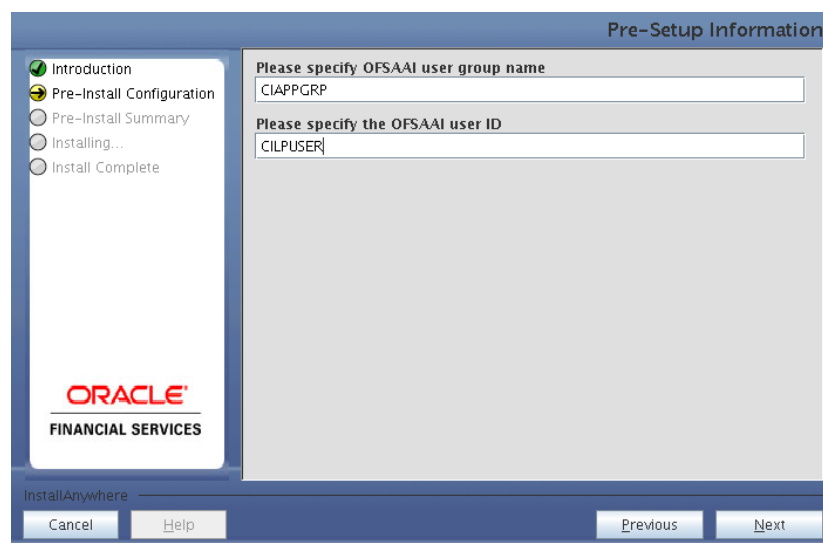 Pre-Setup Information
Introduction
Pre-Install Configuration
Pre-Install Summary
Installing...
Install Complete
ORACLE'
FINANCIAL SERVICES
Please specify OFSAAI user group name
CIAPPGRP
Please specify the OFSAAI user ID
CILPUSER
InstallAnywhere
Cancel
Help
Previous
Next